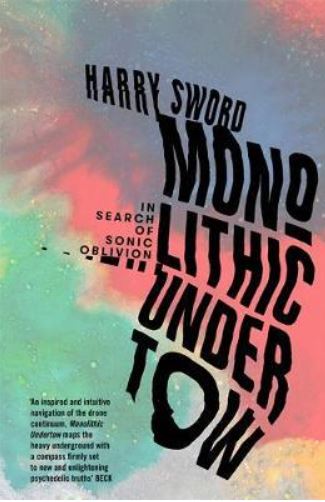 HARRY SWORD
MONO
LITHIC
UNDER
TOW
IN
SEARCH
OF
SONIC
OBLIVION
'An inspired and intuitive
navigation of the drone
continuum, Monolithic
Undertow maps the
heavy underground with
a compass firmly set
to new and enlightening
psychedelic truths' BECK